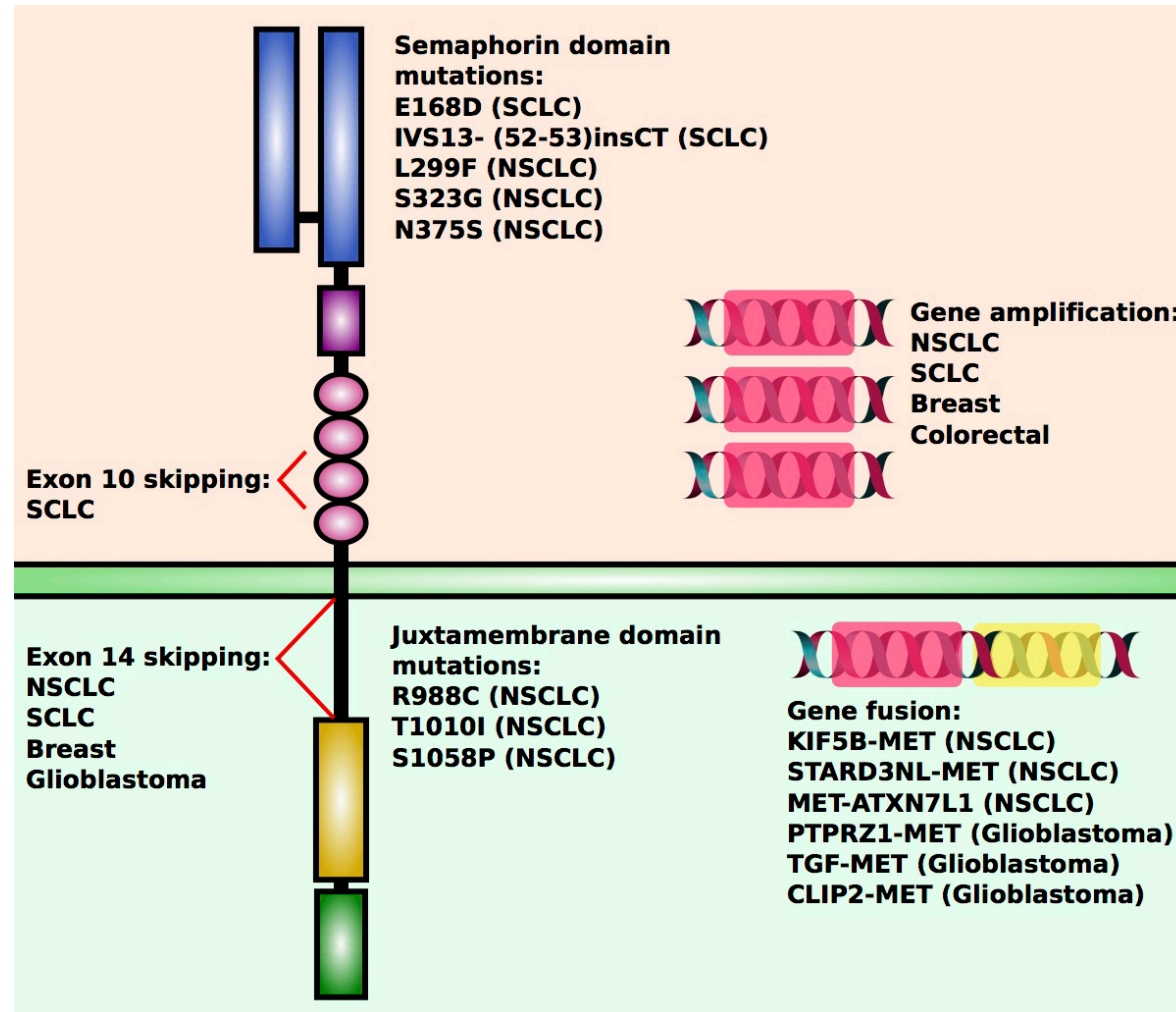 Semaphorin domain
mutations:
E168D (SCLC)
IVS13- (52-53)insCT (SCLC)
L299F (NSCLC)
S323G (NSCLC)
N375S (NSCLC)
Gene amplification:
NSCLC
SCLC
Breast
Colorectal
Exon 10 skipping:
SCLC
Exon 14 skipping:
NSCLC
SCLC
Breast
Glioblastoma
Juxtamembrane domain
mutations:
R988C (NSCLC)
T1010I (NSCLC)
S1058P (NSCLC)
Gene fusion:
KIF5B-MET (NSCLC)
STARD3NL-MET (NSCLC)
MET-ATXN7L1 (NSCLC)
PTPRZ1-MET (Glioblastoma)
TGF-MET (Glioblastoma)
CLIP2-MET (Glioblastoma)